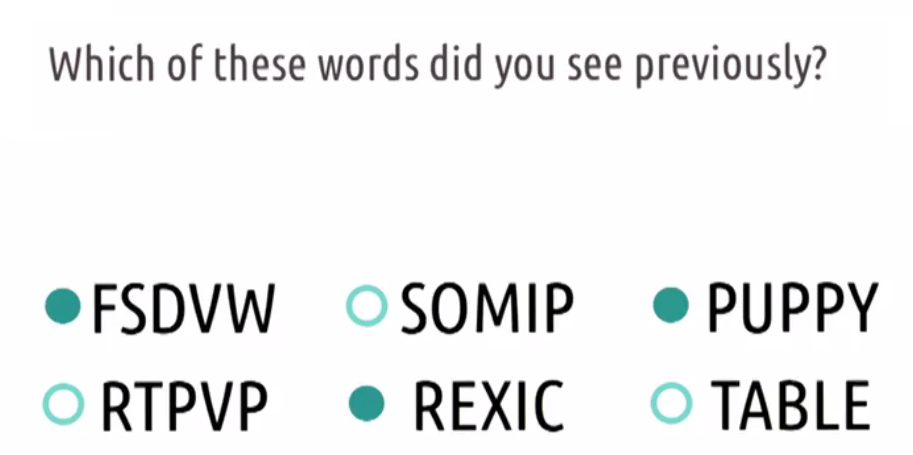 Which of these words did you see previously?
FSDVW SOMIP PUPPY
RTPVP REXIC TABLE